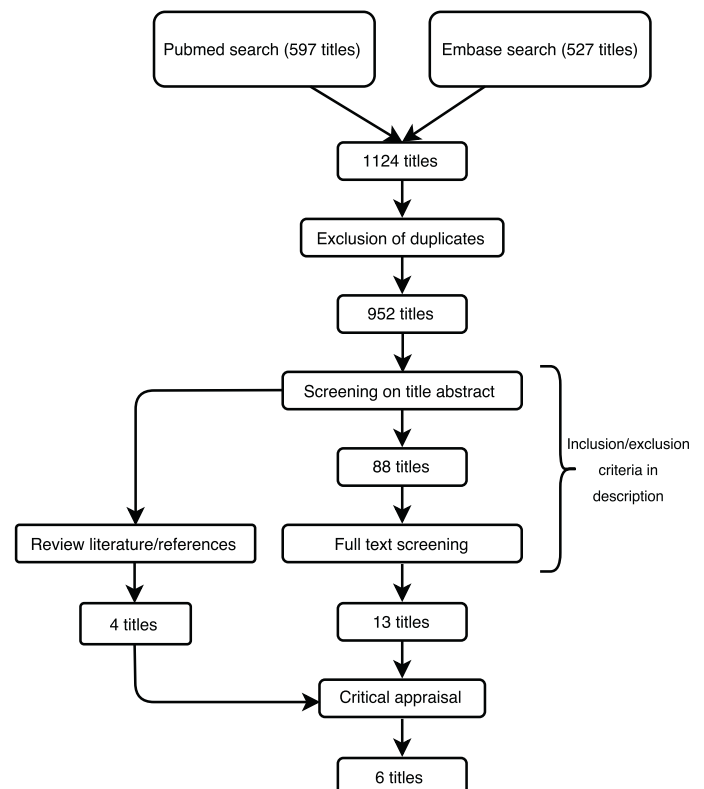 Pubmed search (597 titles)
Embase search (527 titles)
1124 titles
Exclusion of duplicates
952 titles
Screening on title abstract
88 titles
Inclusion/exclusion
criteria in
description
Review literature/references
Full text screening
4 titles
13 titles
Critical appraisal
6 titles